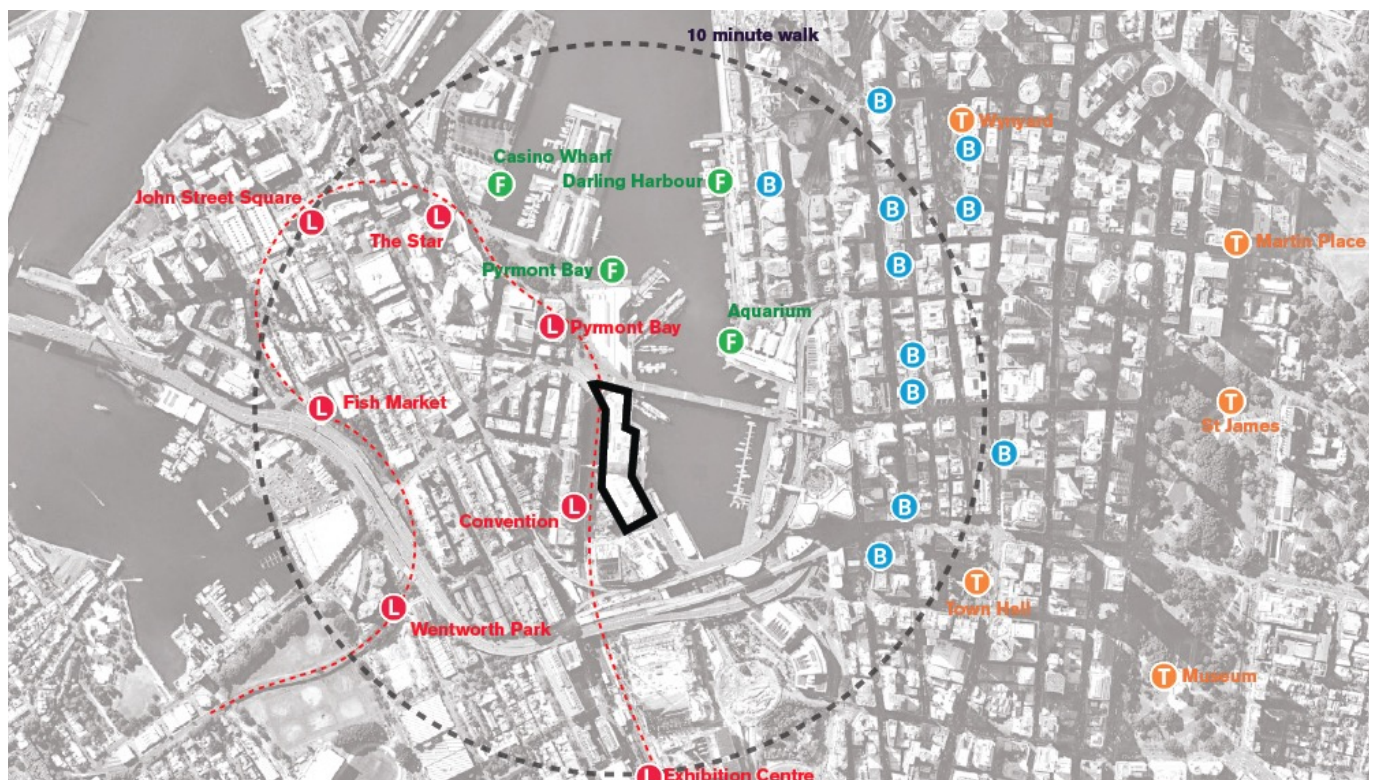 10 minute walk
B
T Wynyard
B
Casino Wharf
F
Darling Harbour F
B
John Street Square
L
L
The Star
B
B
T Martin Place
Pyrmont Bay F
B
Aquarium
F
L Pyrmont Bay
B
B
L Fish Market
T
St James
B
L
Convention
B
B
T
Town Hall
L
Wentworth Park
T Museum
L Exhibition Centre